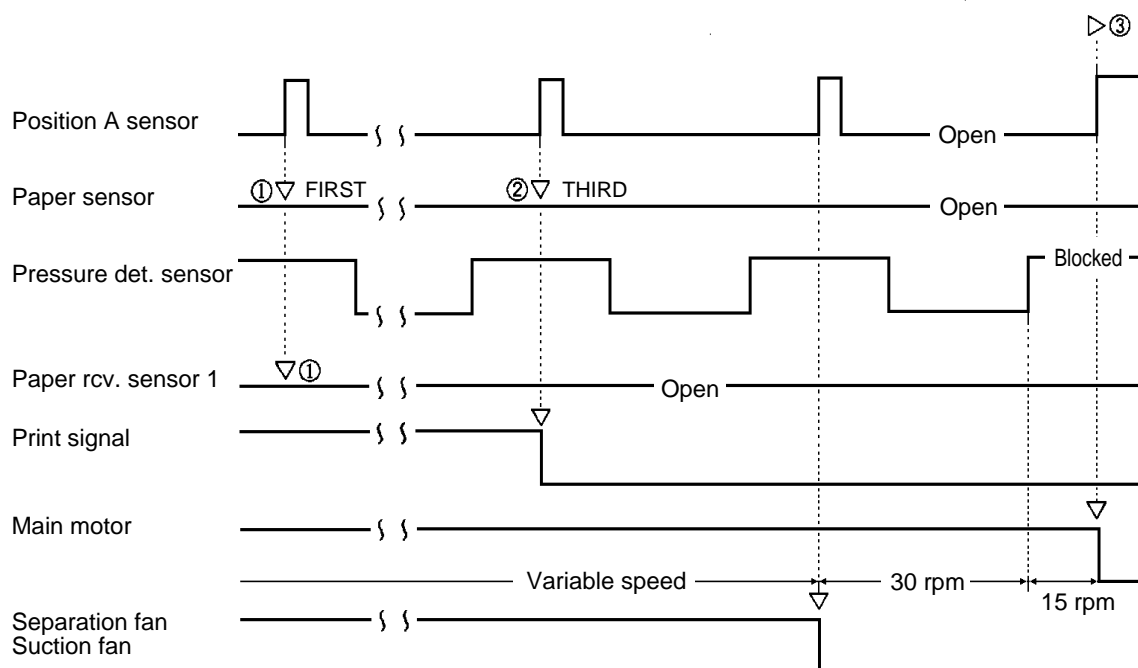 ③
Position A sensor
Open
Paper sensor
① FIRST
② THIRD
Open
Pressure det. sensor
Blocked
Paper rcv. sensor 1
①
Open
Print signal
Main motor
Variable speed
30 rpm
15 rpm
Separation fan
Suction fan